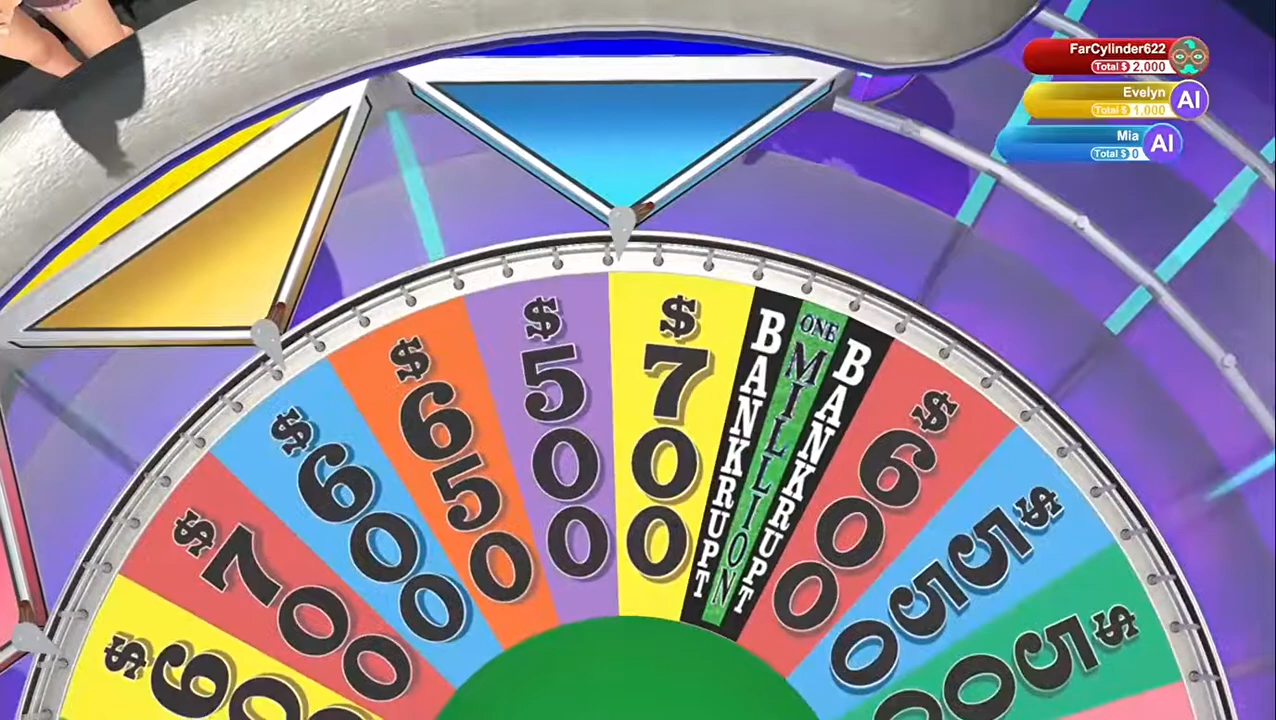 FarCylinder622
Total $ 2,000
Evelyn
AI
Total $ 1,000
Mia
AI
Total $ 0
$700
$600
$650
$500
$700
BANKRUPT
ONE MILLION
BANKRUPT
$900
$550
$500